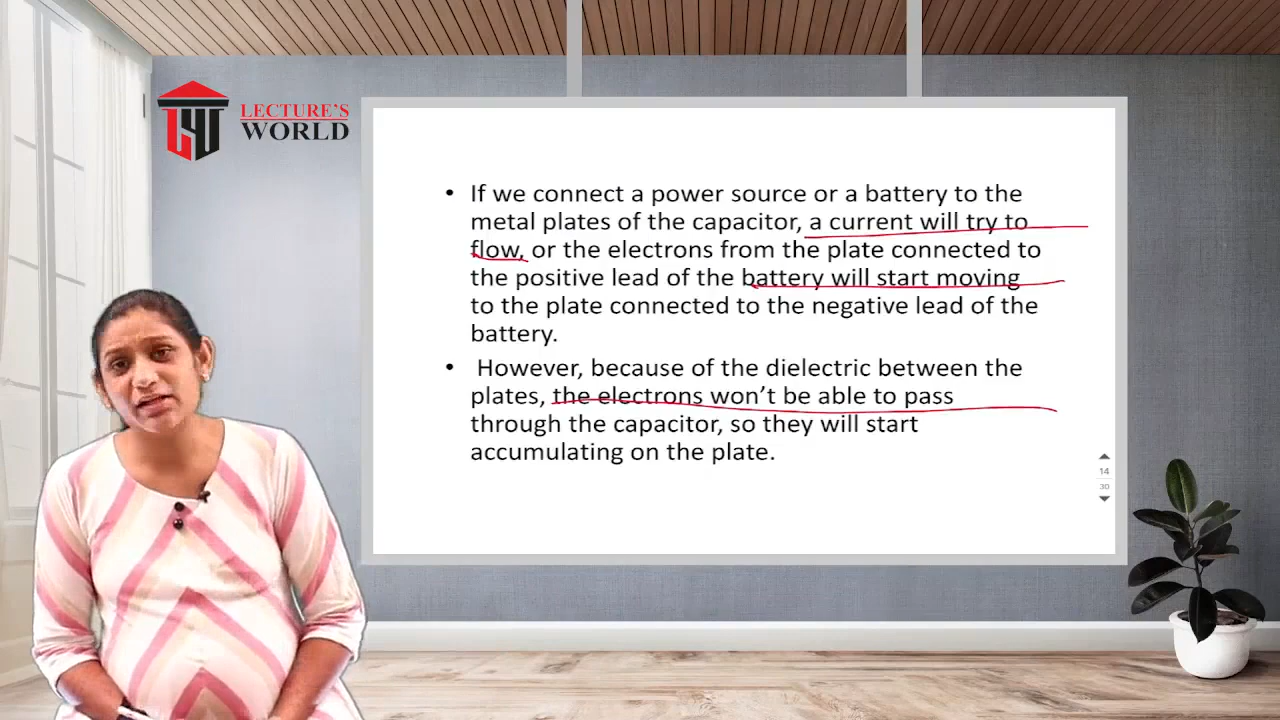 LECTURE'S
WORLD
• If we connect a power source or a battery to the
metal plates of the capacitor, a current will try to
flow, or the electrons from the plate connected to
the positive lead of the battery will start moving
to the plate connected to the negative lead of the
battery.
• However, because of the dielectric between the
plates, the electrons won't be able to pass
through the capacitor, so they will start
accumulating on the plate.
14
30